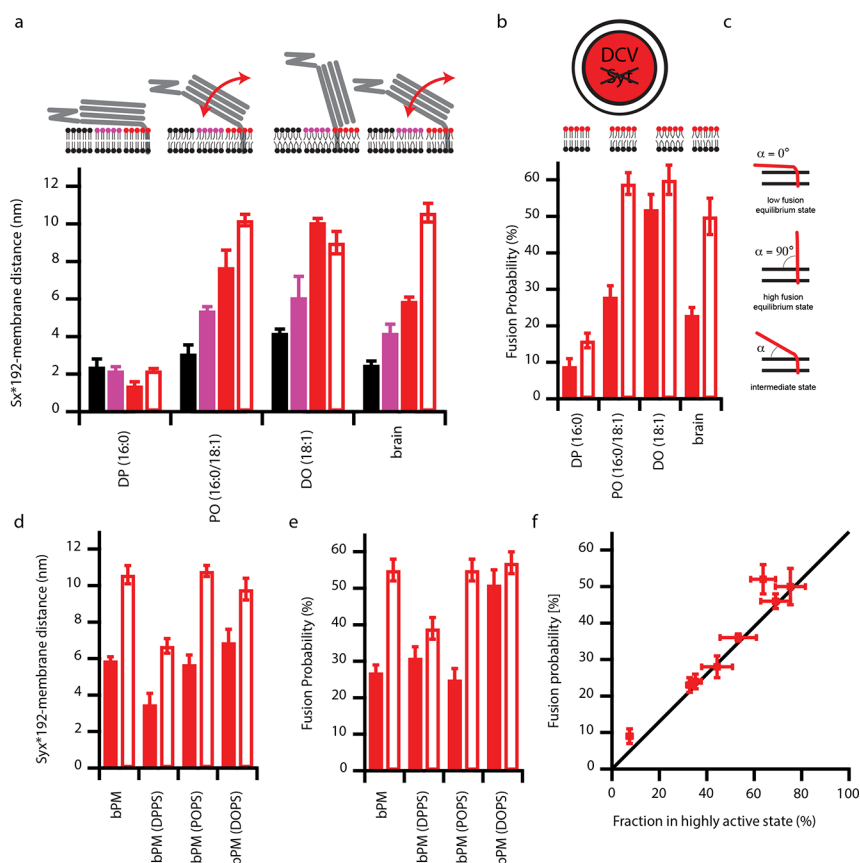 a
b
c
DCV
Syt
α = 0°
low fusion
equilibrium state
α = 90°
high fusion
equilibrium state
α
intermediate state
Sx*192-membrane distance (nm)
12
10
8
6
4
2
0
DP (16:0)
PO (16:0/18:1)
DO (18:1)
brain
Fusion Probability (%)
60
50
40
30
20
10
0
DP (16:0)
PO (16:0/18:1)
DO (18:1)
brain
d
e
f
Syx*192-membrane distance (nm)
12
10
8
6
4
2
0
bPM
bPM (DPPS)
bPM (POPS)
bPM (DOPS)
Fusion Probability (%)
60
50
40
30
20
10
0
bPM
bPM (DPPS)
bPM (POPS)
bPM (DOPS)
Fusion probability [%]
60
50
40
30
20
10
0
0
20
40
60
80
100
Fraction in highly active state (%)